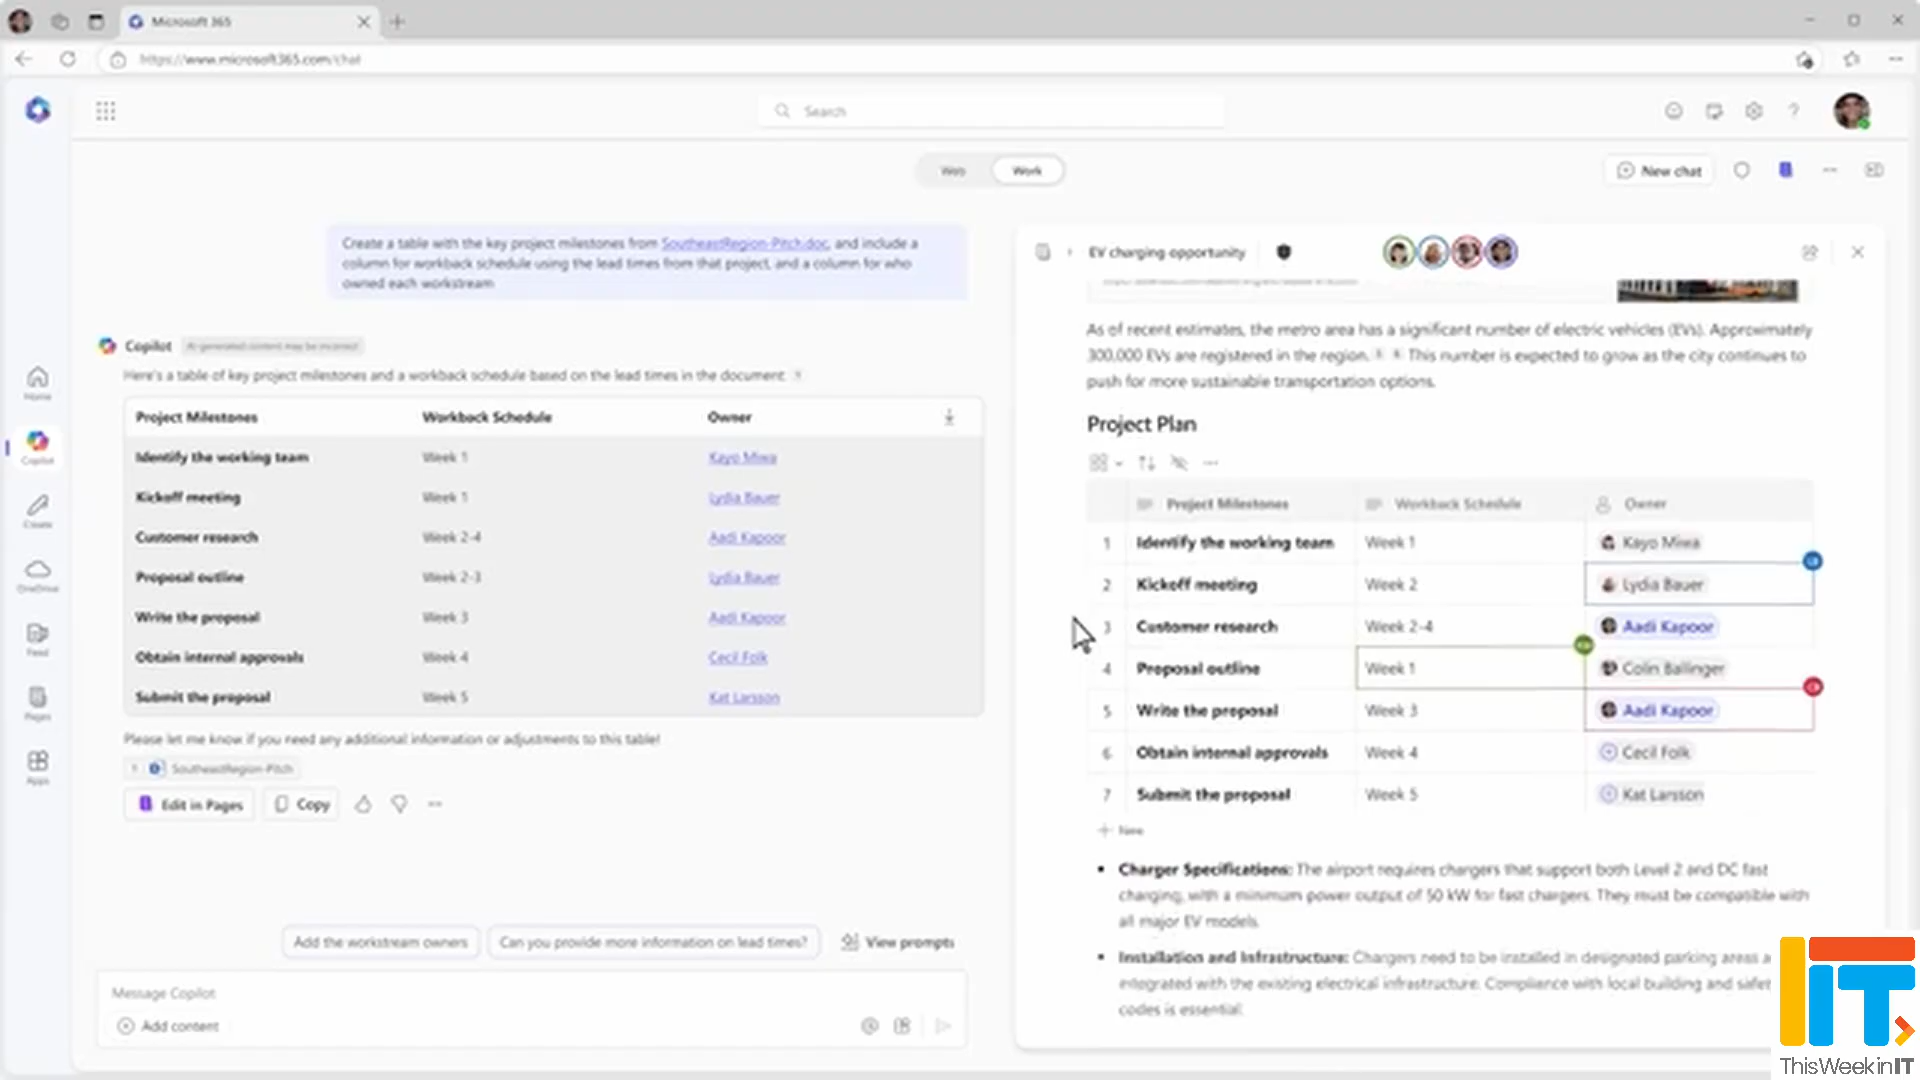 Microsoft 365
https://www.microsoft365.com/chat
Search
Web
Work
New chat
Home
Copilot
Create
OneDrive
Feed
Pages
Apps
Create a table with the key project milestones from SoutheastRegion-Pitch.doc, and include a
column for workback schedule using the lead times from that project, and a column for who
owned each workstream
Copilot AI-generated content may be incorrect
Here's a table of key project milestones and a workback schedule based on the lead times in the document.
Project Milestones Workback Schedule Owner
Identify the working team Week 1 Kayo Miwa
Kickoff meeting Week 1 Lydia Bauer
Customer research Week 2-4 Aadi Kapoor
Proposal outline Week 2-3 Lydia Bauer
Write the proposal Week 3 Aadi Kapoor
Obtain internal approvals Week 4 Cecil Folk
Submit the proposal Week 5 Kat Larsson
Please let me know if you need any additional information or adjustments to this table!
SoutheastRegion-Pitch
Edit in Pages
Copy
Add the workstream owners
Can you provide more information on lead times?
View prompts
Message Copilot
Add content
EV charging opportunity
As of recent estimates, the metro area has a significant number of electric vehicles (EVs). Approximately
300,000 EVs are registered in the region. This number is expected to grow as the city continues to
push for more sustainable transportation options.
Project Plan
Project Milestones Workback Schedule Owner
1 Identify the working team Week 1 Kayo Miwa
2 Kickoff meeting Week 2 Lydia Bauer
3 Customer research Week 2-4 Aadi Kapoor
4 Proposal outline Week 1 Colin Ballinger
5 Write the proposal Week 3 Aadi Kapoor
6 Obtain internal approvals Week 4 Cecil Folk
7 Submit the proposal Week 5 Kat Larsson
New
Charger Specifications: The airport requires chargers that support both Level 2 and DC fast
charging, with a minimum power output of 50 kW for fast chargers. They must be compatible with
all major EV models.
Installation and Infrastructure: Chargers need to be installed in designated parking areas
integrated with the existing electrical infrastructure. Compliance with local building and
codes is essential.
IT
ThisWeekinIT